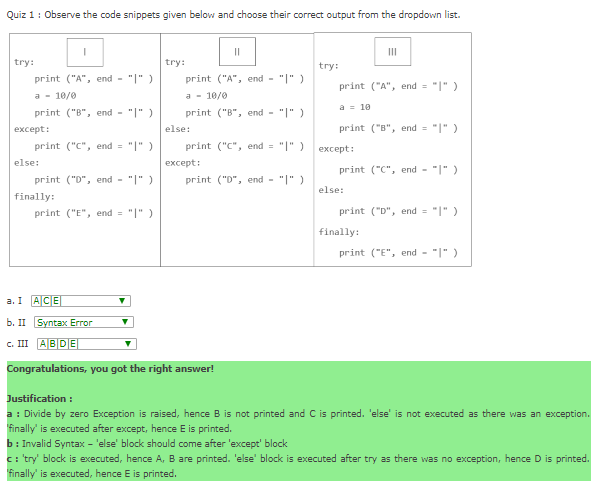 Quiz 1 : Observe the code snippets given below and choose their correct output from the dropdown list.
I
try:
print ("A", end = "|" )
a = 10/0
print ("B", end = "|" )
except:
print ("C", end = "|" )
else:
print ("D", end = "|" )
finally:
print ("E", end = "|" )
II
try:
print ("A", end = "|" )
a = 10/0
print ("B", end = "|" )
else:
print ("C", end = "|" )
except:
print ("D", end = "|" )
III
try:
print ("A", end = "|" )
a = 10
print ("B", end = "|" )
except:
print ("C", end = "|" )
else:
print ("D", end = "|" )
finally:
print ("E", end = "|" )
a. I A|C|E|
b. II Syntax Error
c. III A|B|D|E|
Congratulations, you got the right answer!
Justification :
a : Divide by zero Exception is raised, hence B is not printed and C is printed. 'else' is not executed as there was an exception.
'finally' is executed after except, hence E is printed.
b : Invalid Syntax – 'else' block should come after 'except' block
c : 'try' block is executed, hence A, B are printed. 'else' block is executed after try as there was no exception, hence D is printed.
'finally' is executed, hence E is printed.